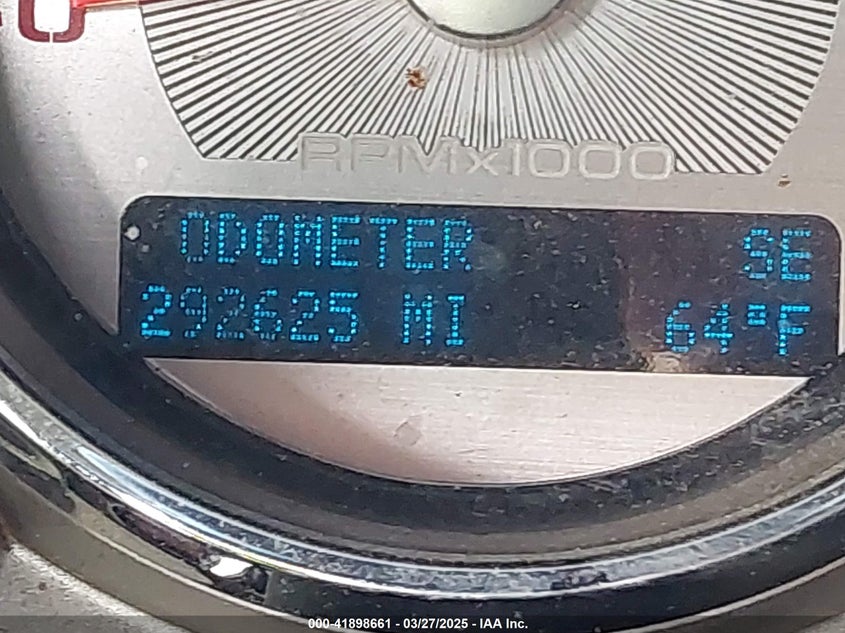 RPMx1000
ODOMETER SE
292625 MI 64°F
000-41898661 - 03/27/2025 - IAA Inc.